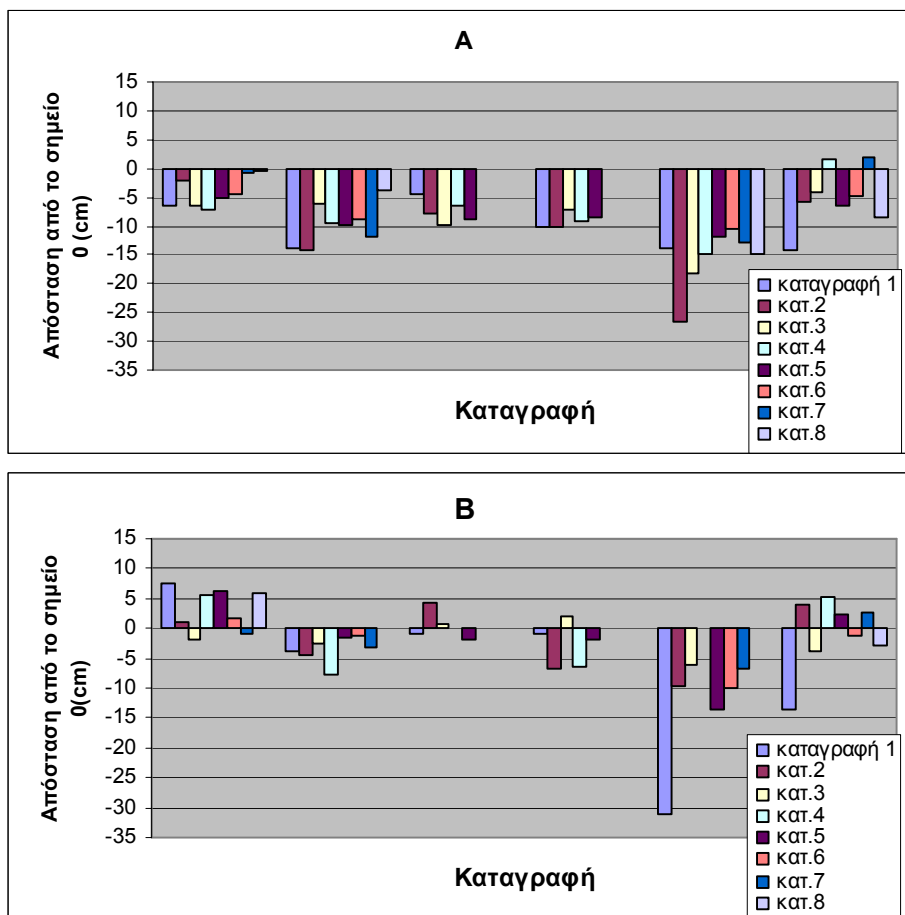 A
Απόσταση από το σημείο
0 (cm)
15
10
5
0
-5
-10
-15
-20
-25
-30
-35
καταγραφή 1
κατ.2
κατ.3
κατ.4
κατ.5
κατ.6
κατ.7
κατ.8
Καταγραφή
B
Απόσταση από το σημείο
0(cm)
15
10
5
0
-5
-10
-15
-20
-25
-30
-35
καταγραφή 1
κατ.2
κατ.3
κατ.4
κατ.5
κατ.6
κατ.7
κατ.8
Καταγραφή